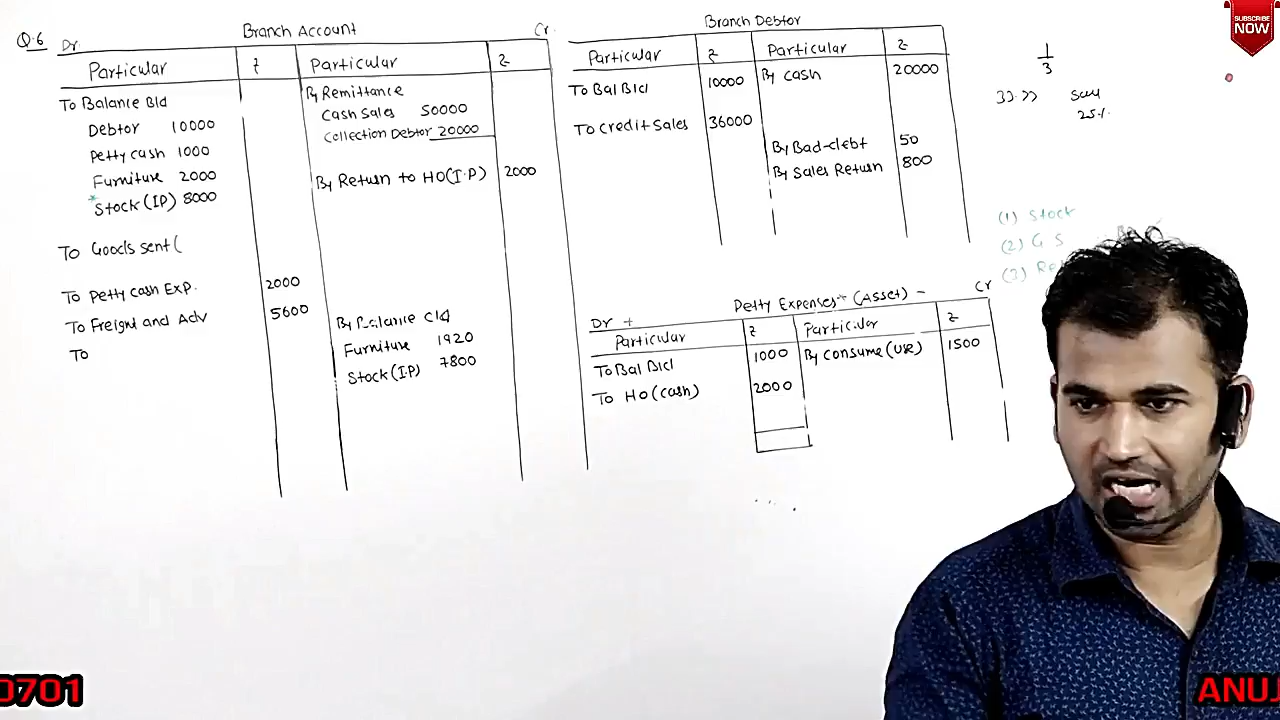 Q.6
Branch Account
Dr. Cr.
Particular ₹ Particular ₹
To Balance Bld
Debtor 10000
Petty cash 1000
Furniture 2000
*Stock (IP) 8000
To Goods sent (
To Petty cash Exp. 2000
To Freight and Adv 5600
To
By Remittance
Cash Sales 50000
Collection Debtor 20000
By Return to HO (I.P) 2000
By Balance Cld
Furniture 1920
Stock (I.P) 7800
Branch Debtor
Particular ₹ Particular ₹
To Bal Bld 10000 By cash 20000
To Credit Sales 36000
By Bad-debt 50
By Sales Return 800
Petty Expenses (Asset) -
Dr + Cr
Particular ₹ Particular ₹
To Bal Bld 1000 By Consume (Use) 1500
To HO (cash) 2000
1
3
33.33
25%
(1) Stock
(2) G S
(3) Re
SUBSCRIBE
NOW
0701
ANUJ